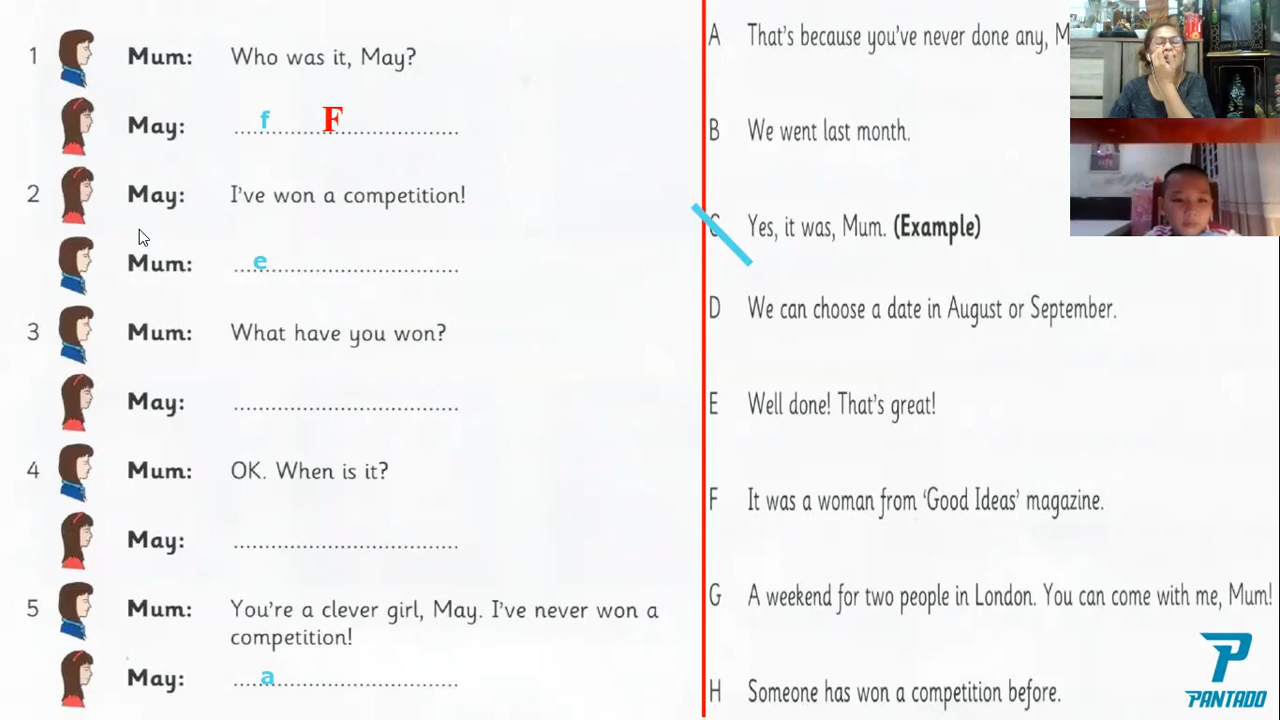 1 Mum: Who was it, May?
May: ....f........F....................
2 May: I've won a competition!
Mum: ....e............................
3 Mum: What have you won?
May: .................................
4 Mum: OK. When is it?
May: .................................
5 Mum: You're a clever girl, May. I've never won a
competition!
May: ....a............................
A That's because you've never done any, M
B We went last month.
C Yes, it was, Mum. (Example)
D We can choose a date in August or September.
E Well done! That's great!
F It was a woman from 'Good Ideas' magazine.
G A weekend for two people in London. You can come with me, Mum!
H Someone has won a competition before.
PANTADO